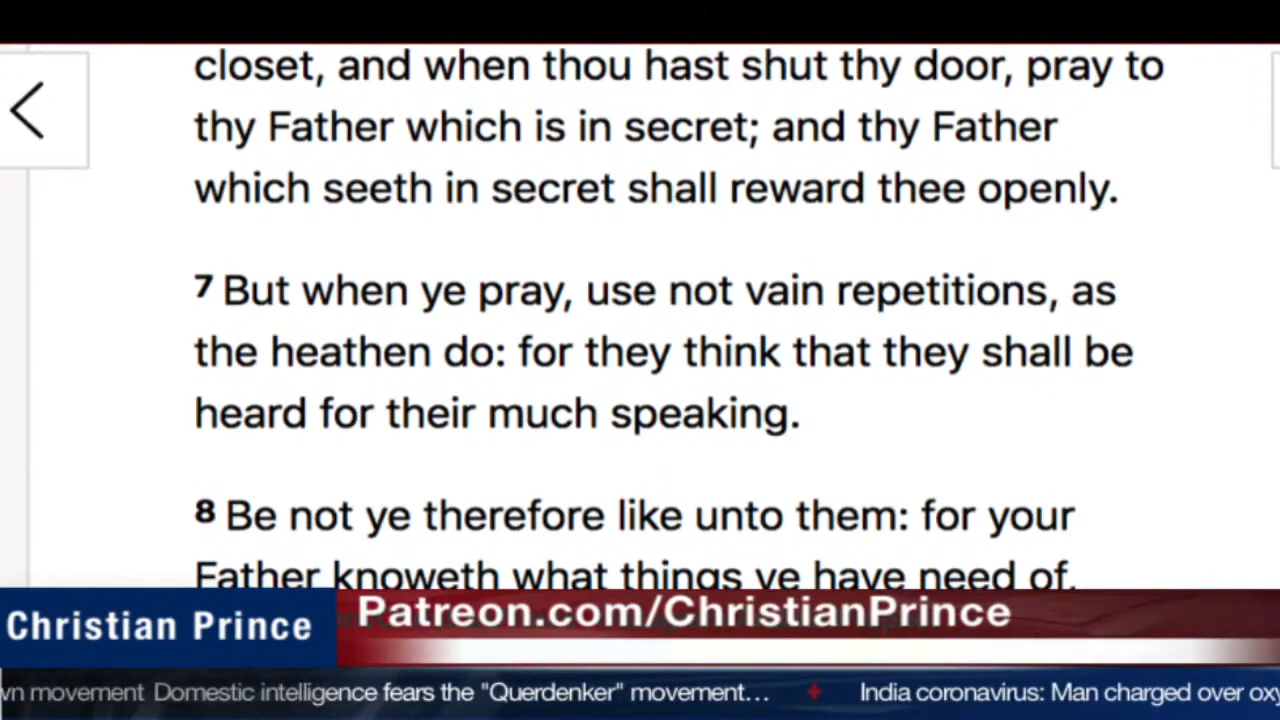 closet, and when thou hast shut thy door, pray to
thy Father which is in secret; and thy Father
which seeth in secret shall reward thee openly.
7 But when ye pray, use not vain repetitions, as
the heathen do: for they think that they shall be
heard for their much speaking.
8 Be not ye therefore like unto them: for your
Father knoweth what things ye have need of,
Christian Prince
Patreon.com/ChristianPrince
wn movement Domestic intelligence fears the "Querdenker" movement... India coronavirus: Man charged over oxy